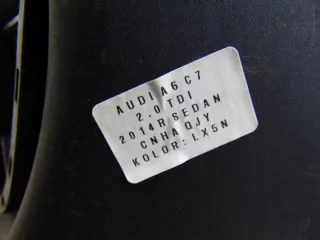 AUDI A6 C7
2.0 TDI
2014R SEDAN
CNHA QJY
KOLOR: LX5N